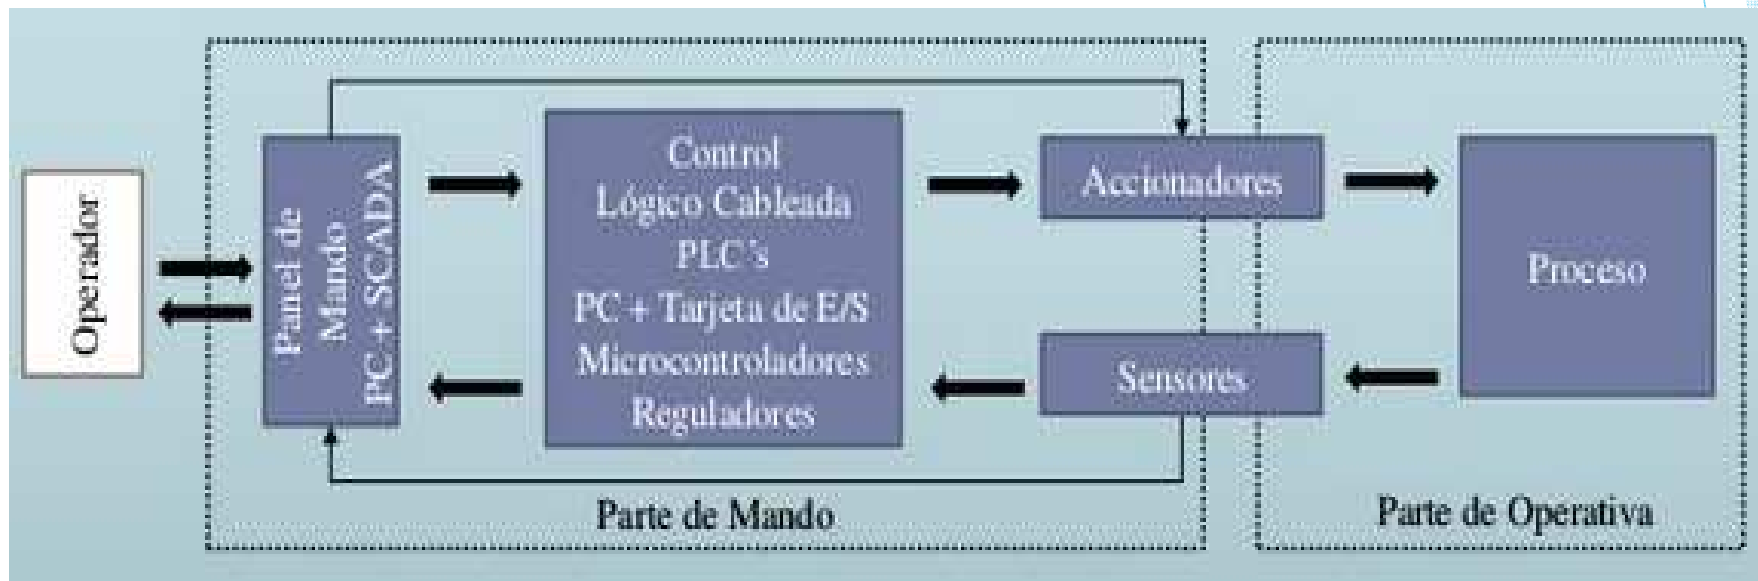 Operador
Panel de
Mando
PC + SCADA
Control
Lógico Cableada
PLC's
PC + Tarjeta de E/S
Microcontroladores
Reguladores
Accionadores
Sensores
Proceso
Parte de Mando
Parte de Operativa